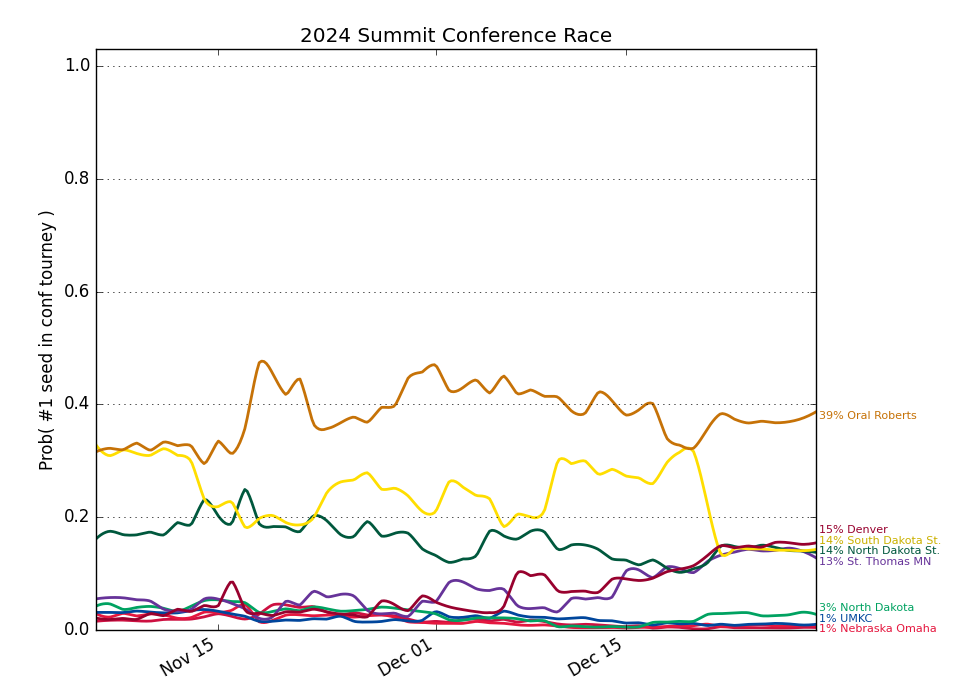 2024 Summit Conference Race
Prob( #1 seed in conf tourney )
1.0
0.8
0.6
0.4
0.2
0.0
Nov 15
Dec 01
Dec 15
39% Oral Roberts
15% Denver
14% South Dakota St.
14% North Dakota St.
13% St. Thomas MN
3% North Dakota
1% UMKC
1% Nebraska Omaha